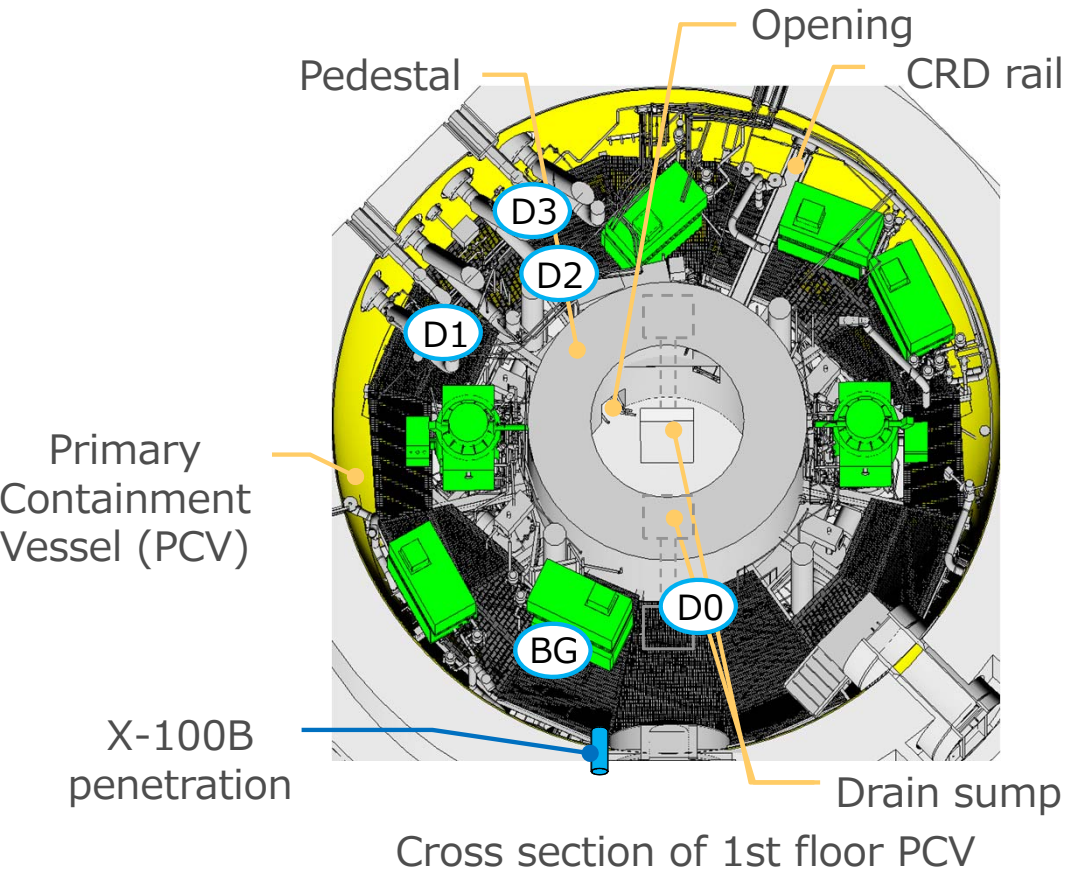 Opening
Pedestal
CRD rail
D3
D2
D1
Primary
Containment
Vessel (PCV)
D0
BG
X-100B
penetration
Drain sump
Cross section of 1st floor PCV